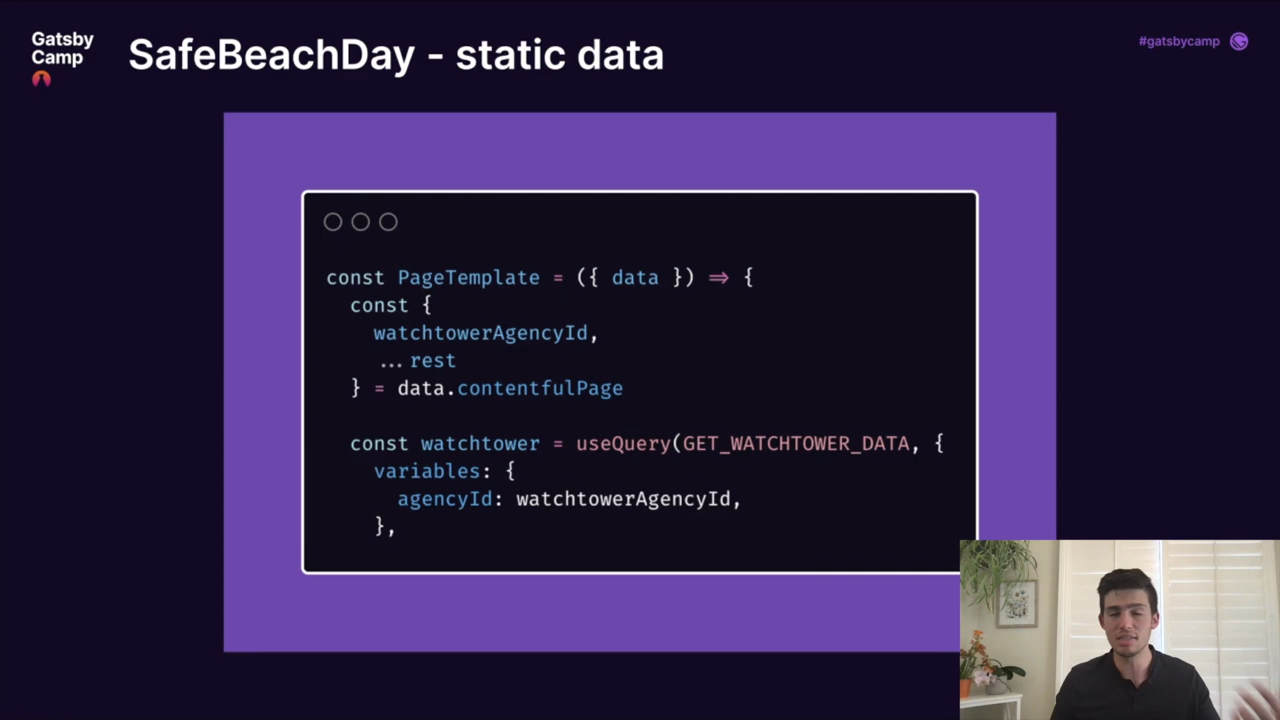 Gatsby
Camp
SafeBeachDay - static data
#gatsbycamp
const PageTemplate = ({ data }) => {
const {
watchtowerAgencyId,
...rest
} = data.contentfulPage
const watchtower = useQuery(GET_WATCHTOWER_DATA, {
variables: {
agencyId: watchtowerAgencyId,
},